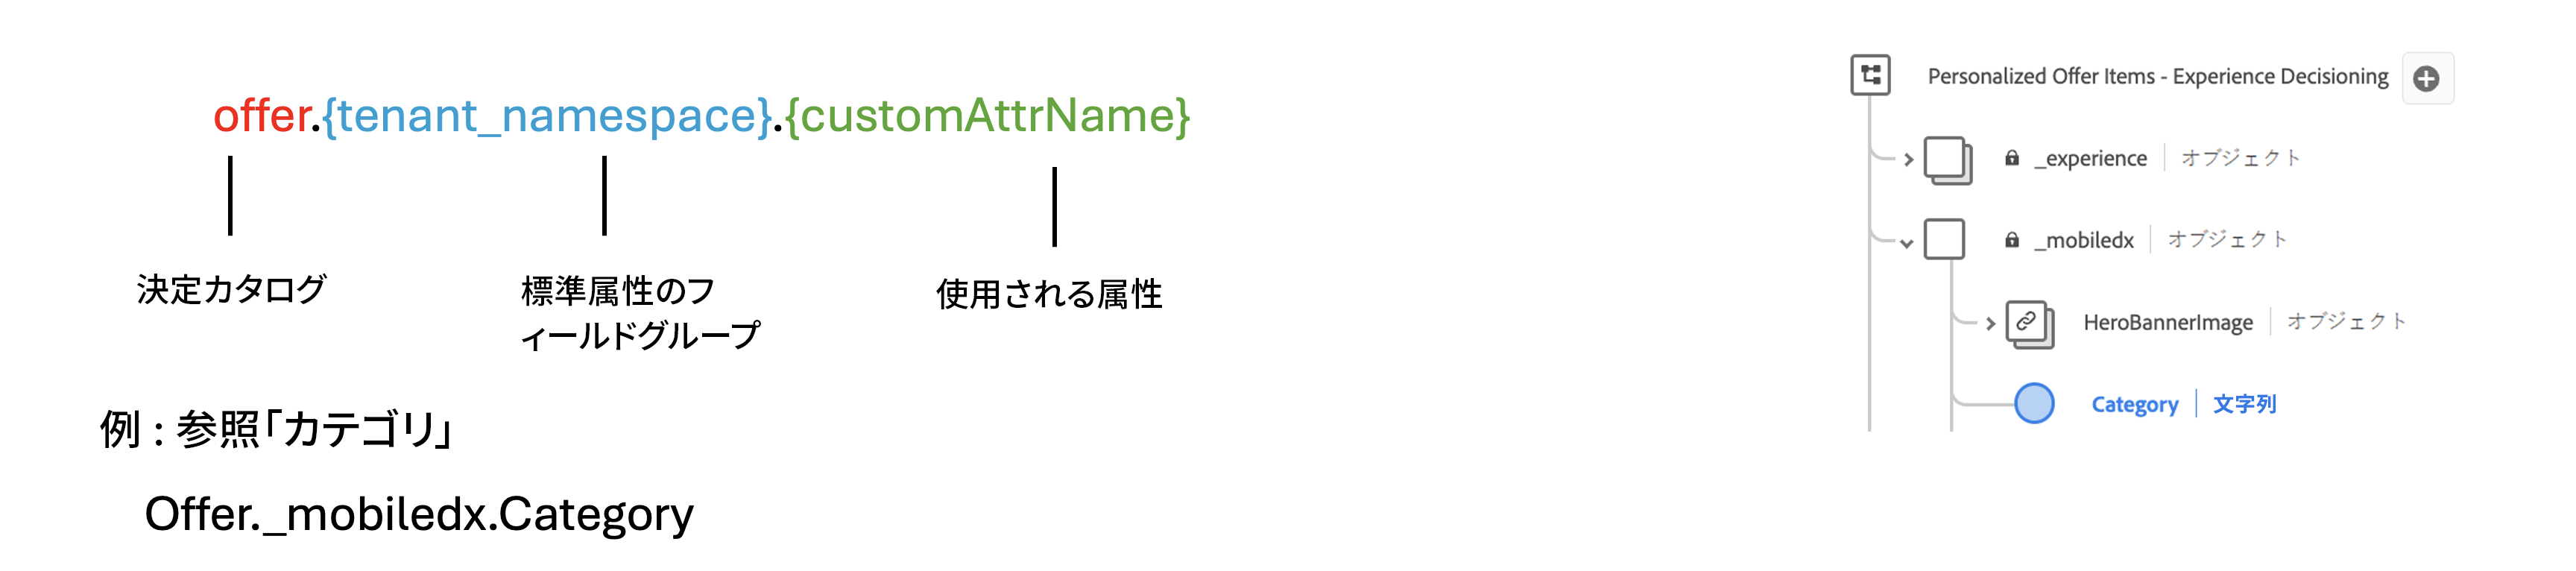 offer.{tenant_namespace}.{customAttrName}
決定カタログ
標準属性のフ
ィールドグループ
使用される属性
例 : 参照「カテゴリ」
Offer._mobiledx.Category
Personalized Offer Items - Experience Decisioning
_experience オブジェクト
_mobiledx オブジェクト
HeroBannerImage オブジェクト
Category 文字列